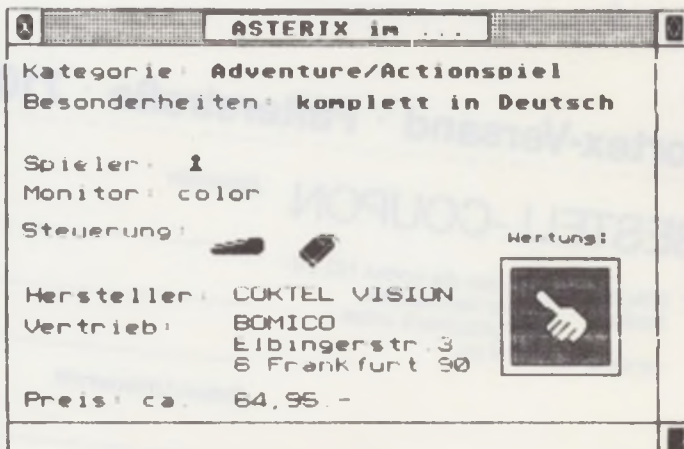 ASTERIX im ...
Kategorie: Adventure/Actionspiel
Besonderheiten: komplett in Deutsch
Spieler: 1
Monitor: color
Steuerung:
Wertung:
Hersteller: COKTEL VISION
Vertrieb: BOMICO
Elbingerstr.3
6 Frankfurt 90
Preis: ca. 64,95.-